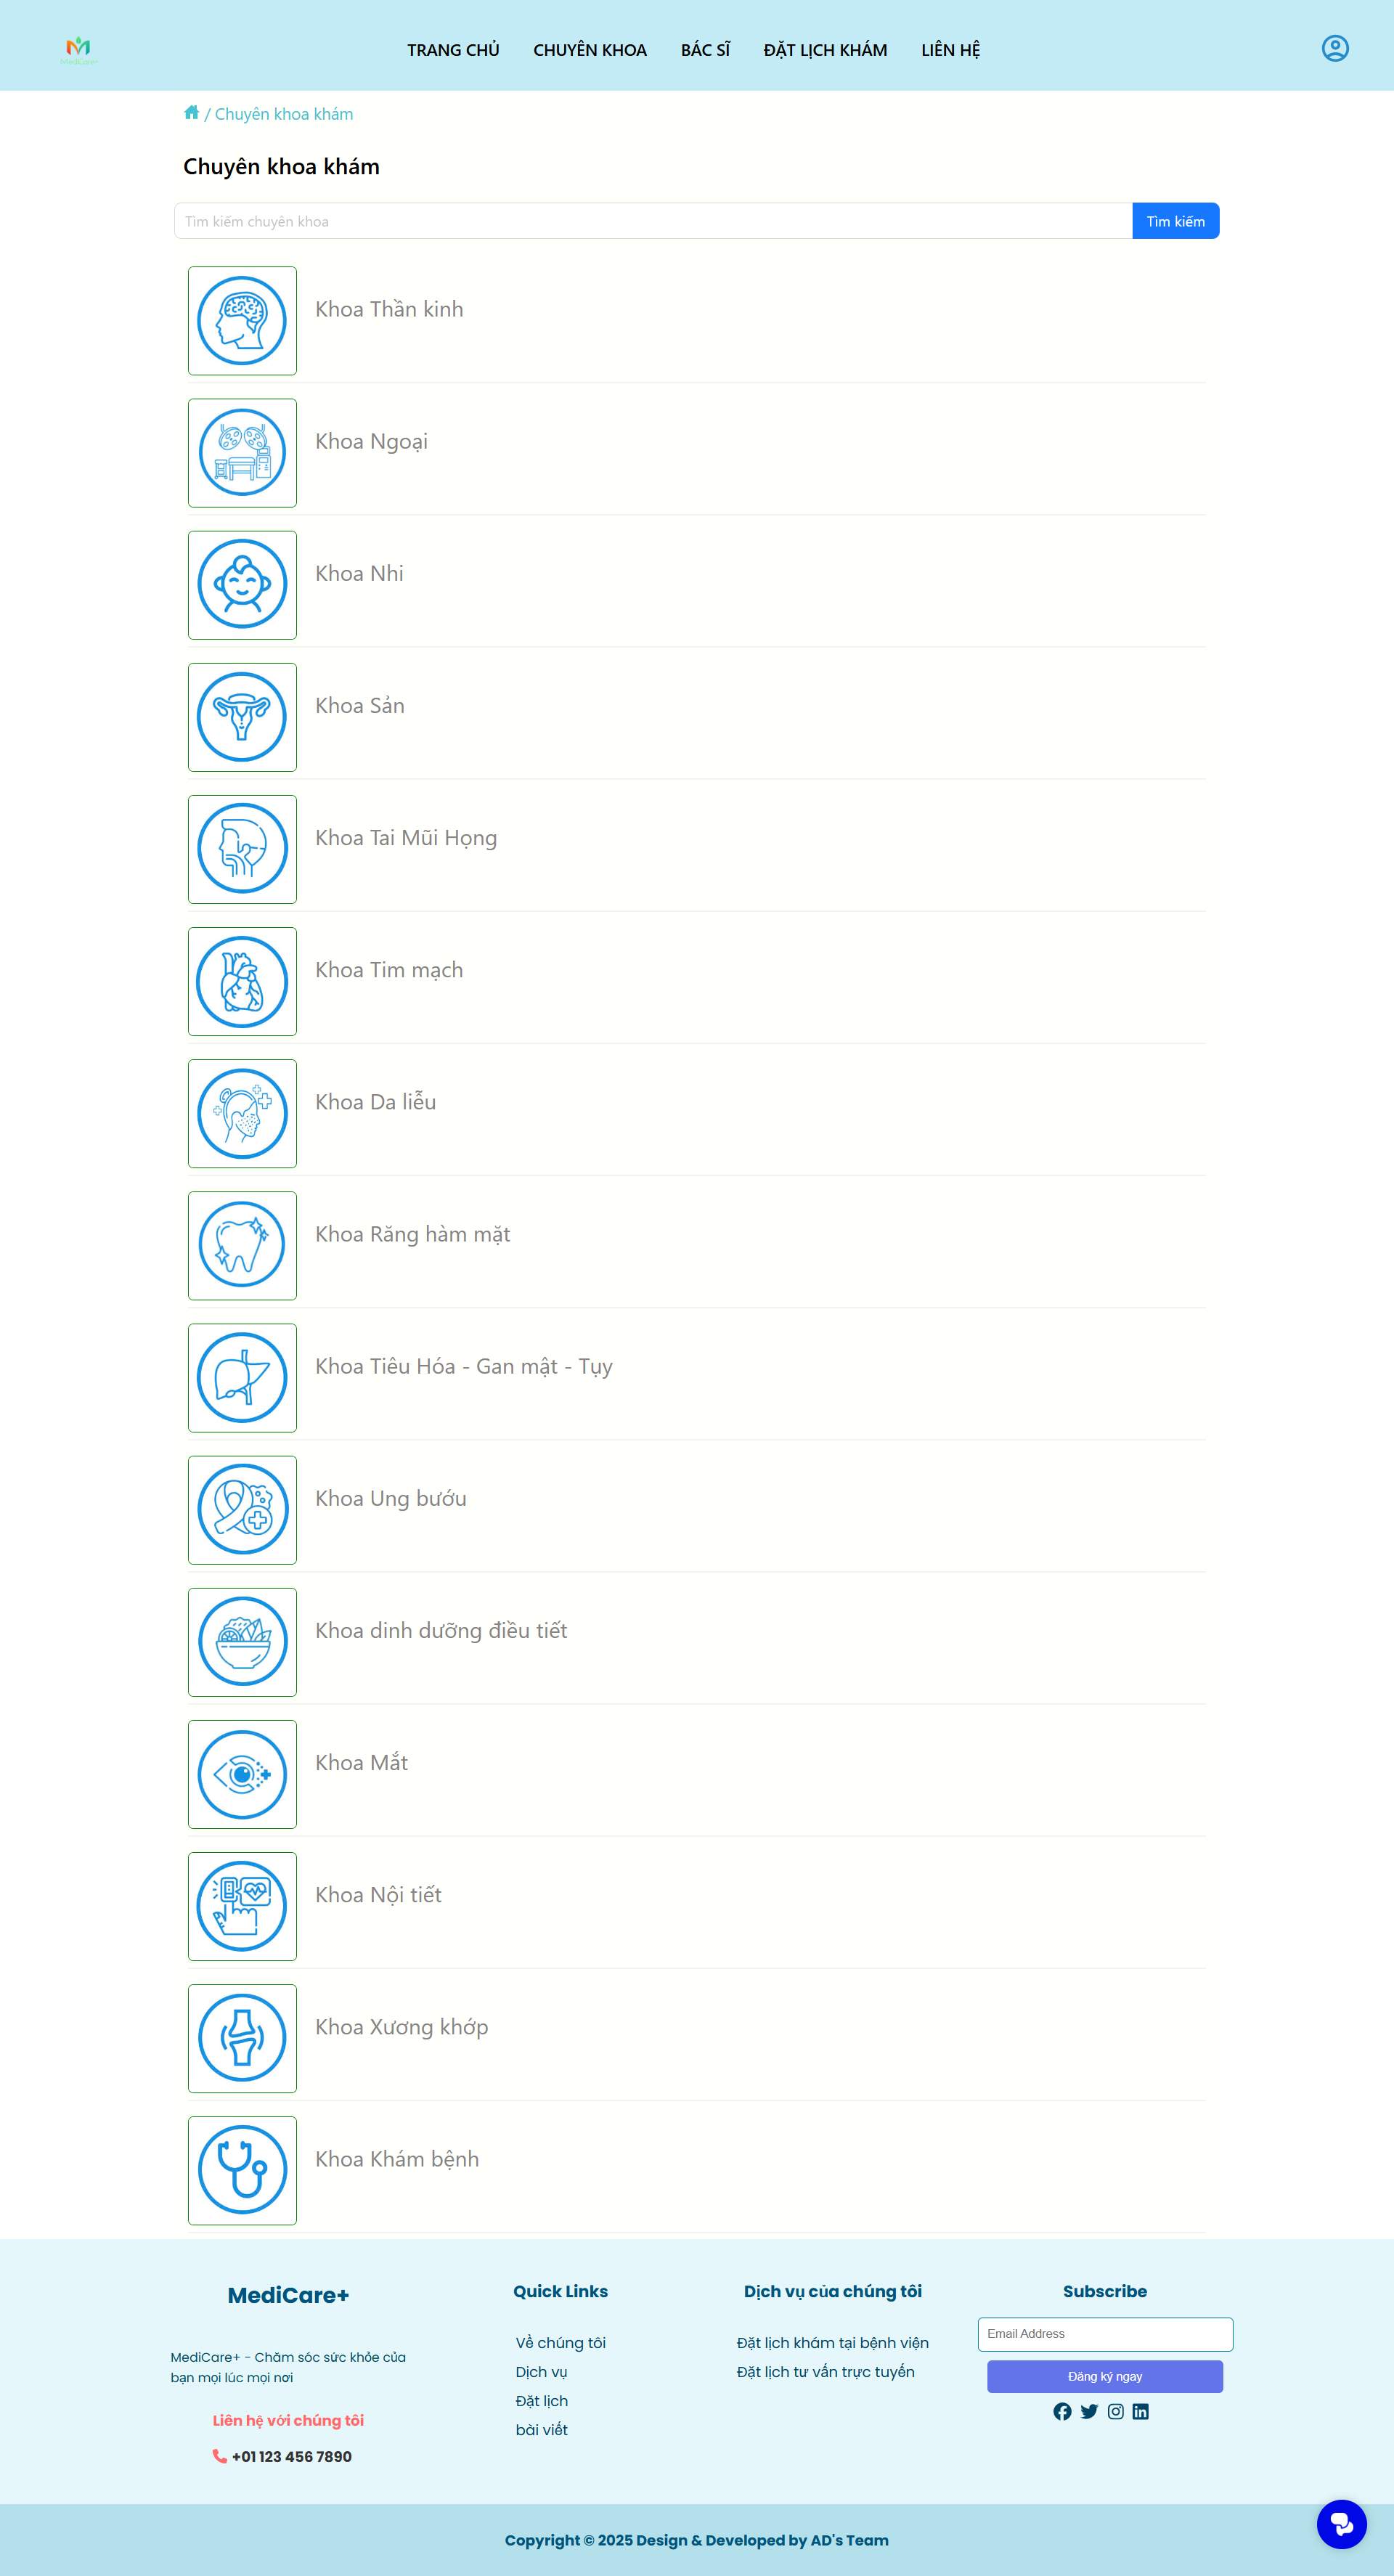 MediCare+
TRANG CHỦ CHUYÊN KHOA BÁC SĨ ĐẶT LỊCH KHÁM LIÊN HỆ
/ Chuyên khoa khám
Chuyên khoa khám
Tìm kiếm chuyên khoa Tìm kiếm
Khoa Thần kinh
Khoa Ngoại
Khoa Nhi
Khoa Sản
Khoa Tai Mũi Họng
Khoa Tim mạch
Khoa Da liễu
Khoa Răng hàm mặt
Khoa Tiêu Hóa - Gan mật - Tụy
Khoa Ung bướu
Khoa dinh dưỡng điều tiết
Khoa Mắt
Khoa Nội tiết
Khoa Xương khớp
Khoa Khám bệnh
MediCare+
MediCare+ - Chăm sóc sức khỏe của
bạn mọi lúc mọi nơi
Liên hệ với chúng tôi
+01 123 456 7890
Quick Links
Về chúng tôi
Dịch vụ
Đặt lịch
bài viết
Dịch vụ của chúng tôi
Đặt lịch khám tại bệnh viện
Đặt lịch tư vấn trực tuyến
Subscribe
Email Address
Đăng ký ngay
Copyright © 2025 Design & Developed by AD's Team